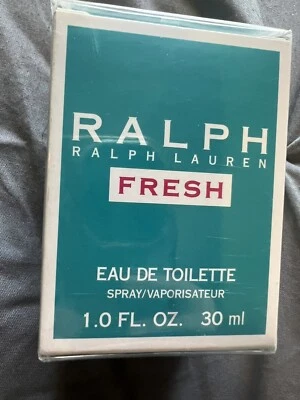 RALPH
RALPH LAUREN
FRESH
EAU DE TOILETTE
SPRAY/VAPORISATEUR
1.0 FL. OZ. 30 ml